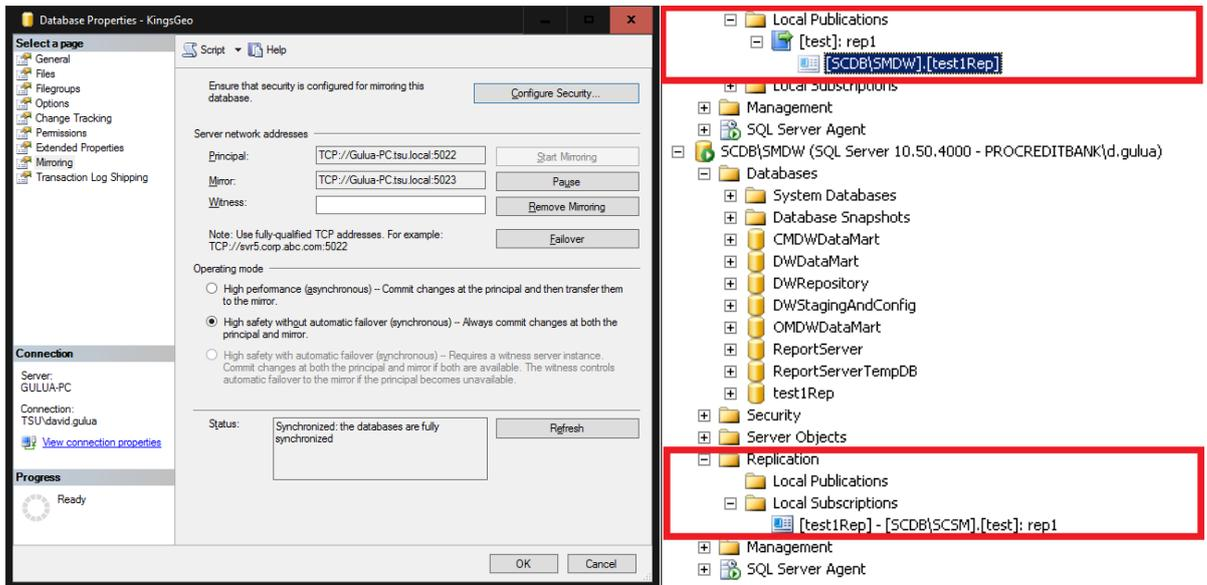 Database Properties - KingsGeo
Select a page
General
Files
Filegroups
Options
Change Tracking
Permissions
Extended Properties
Mirroring
Transaction Log Shipping
Connection
Server:
GULUA-PC
Connection:
TSU\david.gulua
View connection properties
Progress
Ready
Script
Help
Ensure that security is configured for mirroring this
database.
Configure Security...
Server network addresses
Principal:
TCP://Gulua-PC.tsu.local:5022
Start Mirroring
Mirror:
TCP://Gulua-PC.tsu.local:5023
Pause
Witness:
Remove Mirroring
Note: Use fully-qualified TCP addresses. For example:
TCP://svr5.corp.abc.com:5022
Failover
Operating mode
High performance (asynchronous) -- Commit changes at the principal and then transfer them
to the mirror.
High safety without automatic failover (synchronous) -- Always commit changes at both the
principal and mirror.
High safety with automatic failover (synchronous) -- Requires a witness server instance.
Commit changes at both the principal and mirror if both are available. The witness controls
automatic failover to the mirror if the principal becomes unavailable.
Status:
Synchronized: the databases are fully
synchronized
Refresh
OK
Cancel
Local Publications
[test]: rep1
[SCDB\SMDW].[test1Rep]
Local Subscriptions
Management
SQL Server Agent
SCDB\SMDW (SQL Server 10.50.4000 - PROCREDITBANK\d.gulua)
Databases
System Databases
Database Snapshots
CMDWDataMart
DWDataMart
DWRepository
DWStagingAndConfig
OMDWDataMart
ReportServer
ReportServerTempDB
test1Rep
Security
Server Objects
Replication
Local Publications
Local Subscriptions
[test1Rep] - [SCDB\SCSM].[test]: rep1
Management
SQL Server Agent